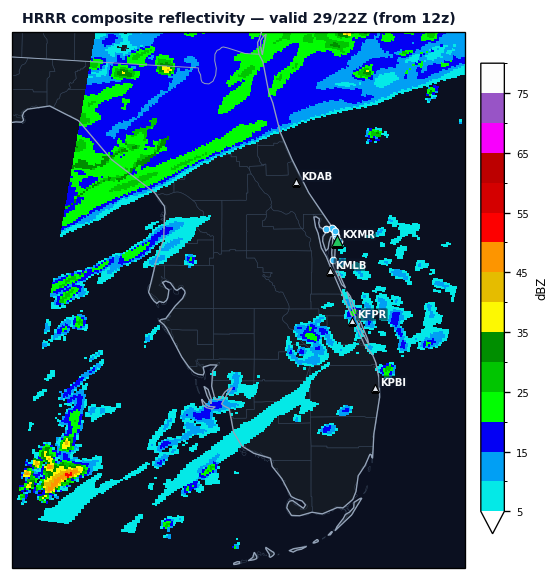 HRRR composite reflectivity — valid 29/22Z (from 12z)
KDAB
KXMR
KMLB
KFPR
KPBI
75
65
55
45
35
25
15
5
dBZ